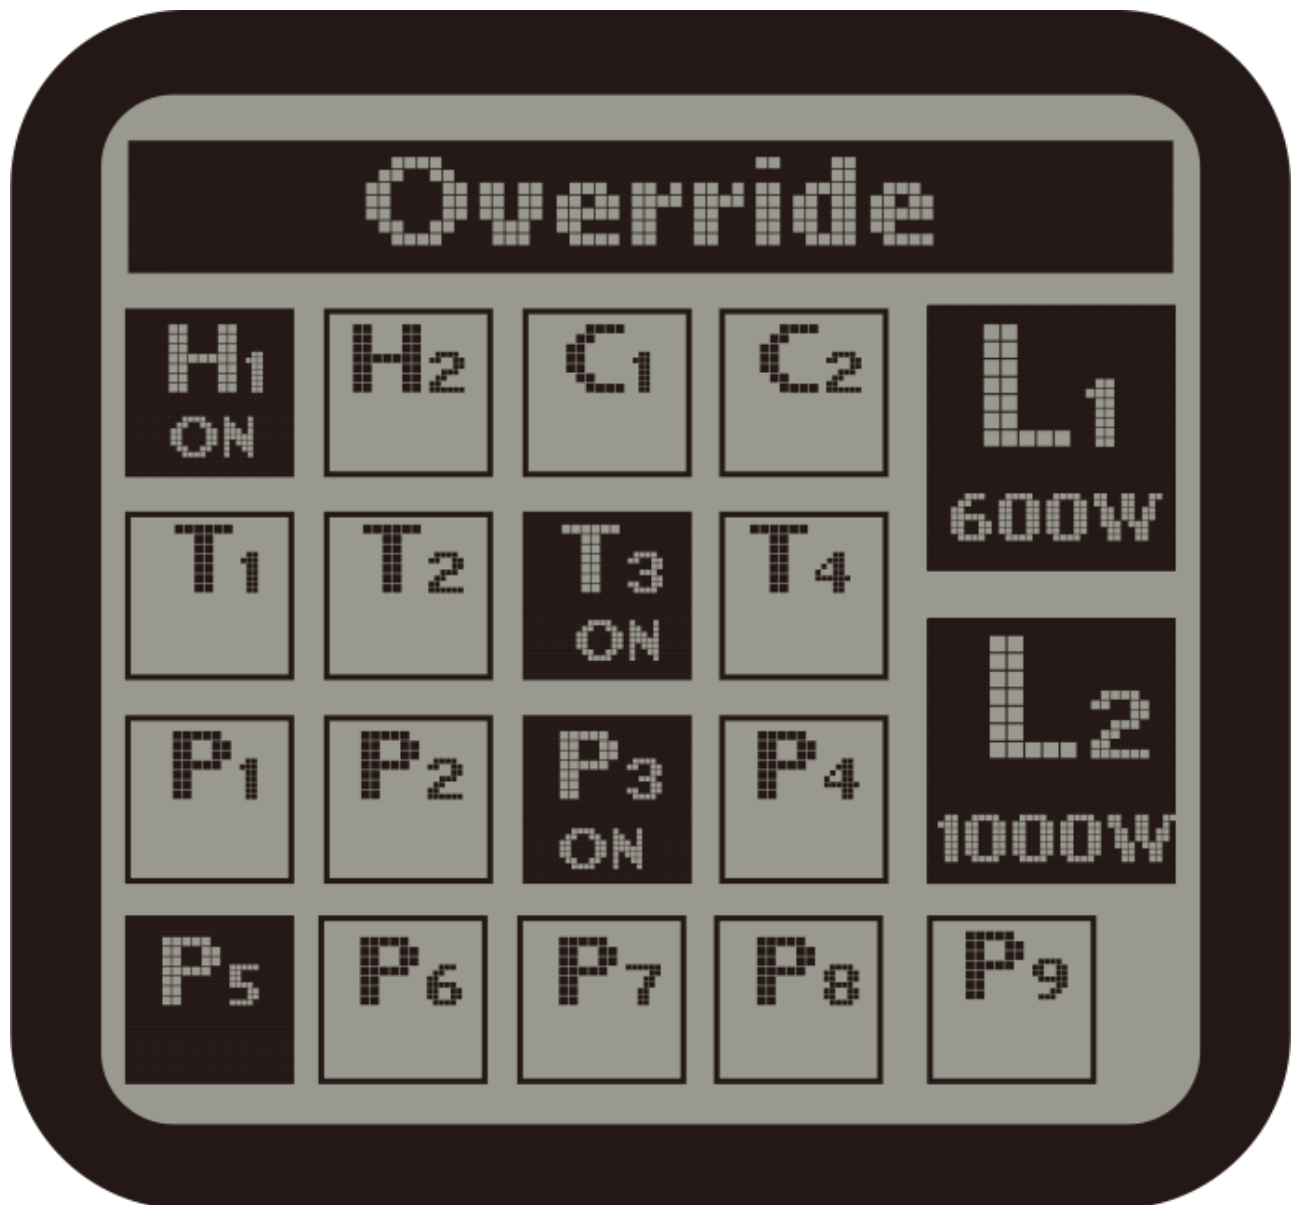 Override
H1 H2 C1 C2 L1
ON
600W
T1 T2 T3 T4
ON
L2
P1 P2 P3 P4
ON
1000W
P5 P6 P7 P8 P9